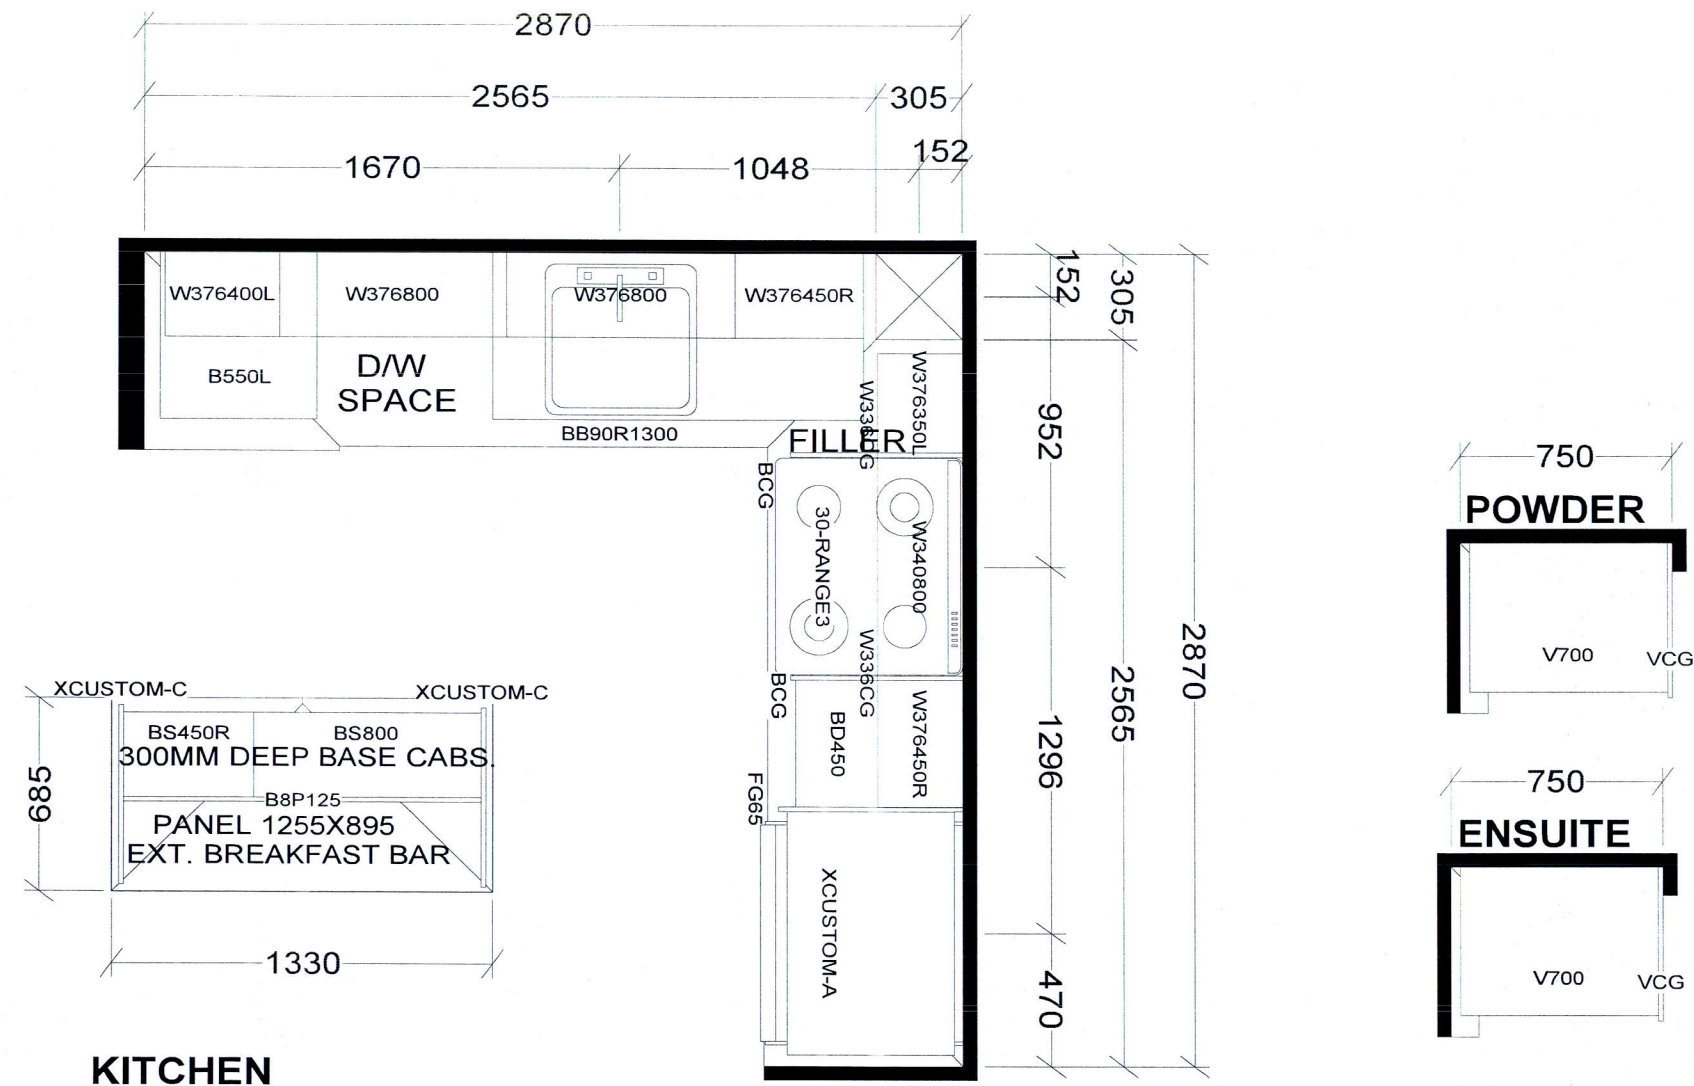 2870
2565
305
1670
1048
152
W376400L
W376800
W376800
W376450R
B550L
D/W
SPACE
BB90R1300
FILLER
W376350L
BCG
30-RANGE3
W340800
W336CG
BCG
BD450
W376450R
FG65
XCUSTOM-A
152
305
952
2870
2565
1296
470
XCUSTOM-C
XCUSTOM-C
BS450R
BS800
300MM DEEP BASE CABS.
B8P125
PANEL 1255X895
EXT. BREAKFAST BAR
685
1330
KITCHEN
750
POWDER
V700
VCG
750
ENSUITE
V700
VCG